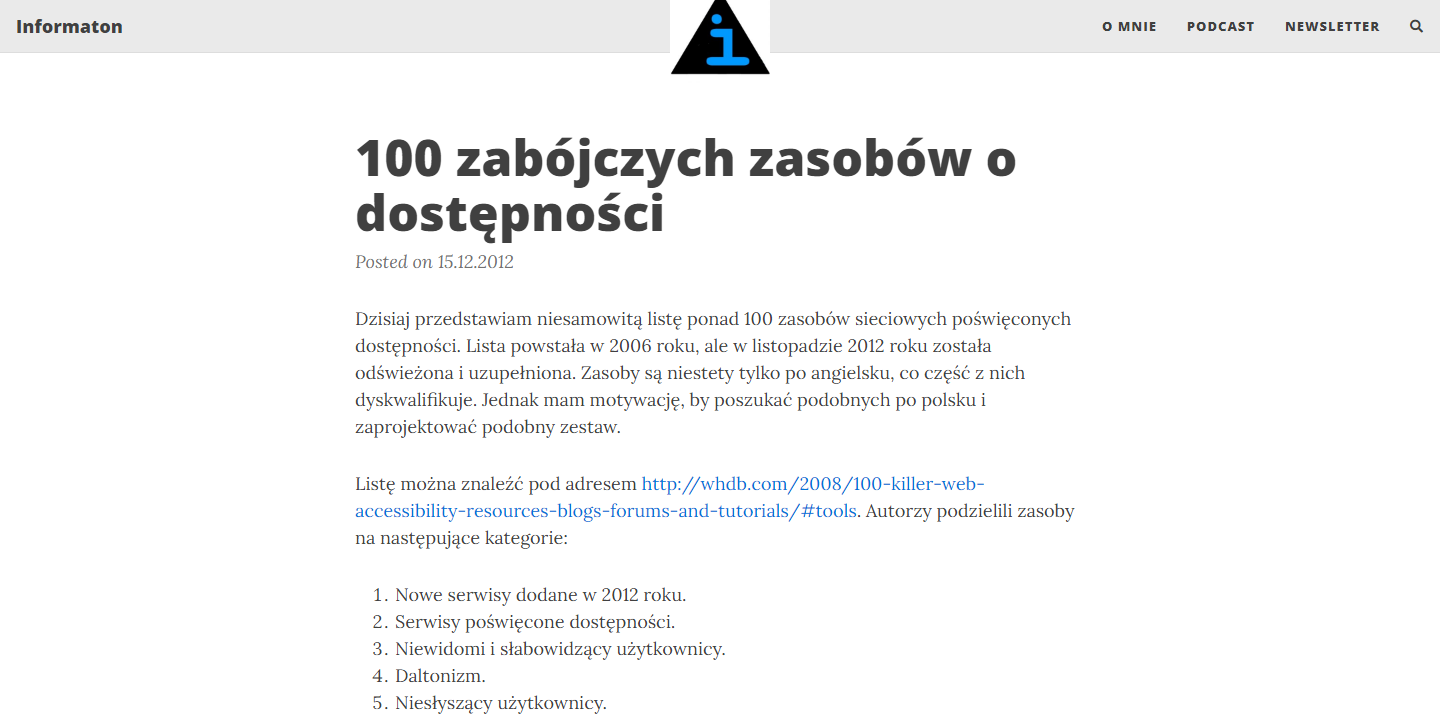 Informaton
i
O MNIE
PODCAST
NEWSLETTER
100 zabójczych zasobów o
dostępności
Posted on 15.12.2012
Dzisiaj przedstawiam niesamowitą listę ponad 100 zasobów sieciowych poświęconych
dostępności. Lista powstała w 2006 roku, ale w listopadzie 2012 roku została
odświeżona i uzupełniona. Zasoby są niestety tylko po angielsku, co część z nich
dyskwalifikuje. Jednak mam motywację, by poszukać podobnych po polsku i
zaprojektować podobny zestaw.
Listę można znaleźć pod adresem http://whdb.com/2008/100-killer-web-
accessibility-resources-blogs-forums-and-tutorials/#tools. Autorzy podzielili zasoby
na następujące kategorie:
1. Nowe serwisy dodane w 2012 roku.
2. Serwisy poświęcone dostępności.
3. Niewidomi i słabowidzący użytkownicy.
4. Daltonizm.
5. Niesłyszący użytkownicy.